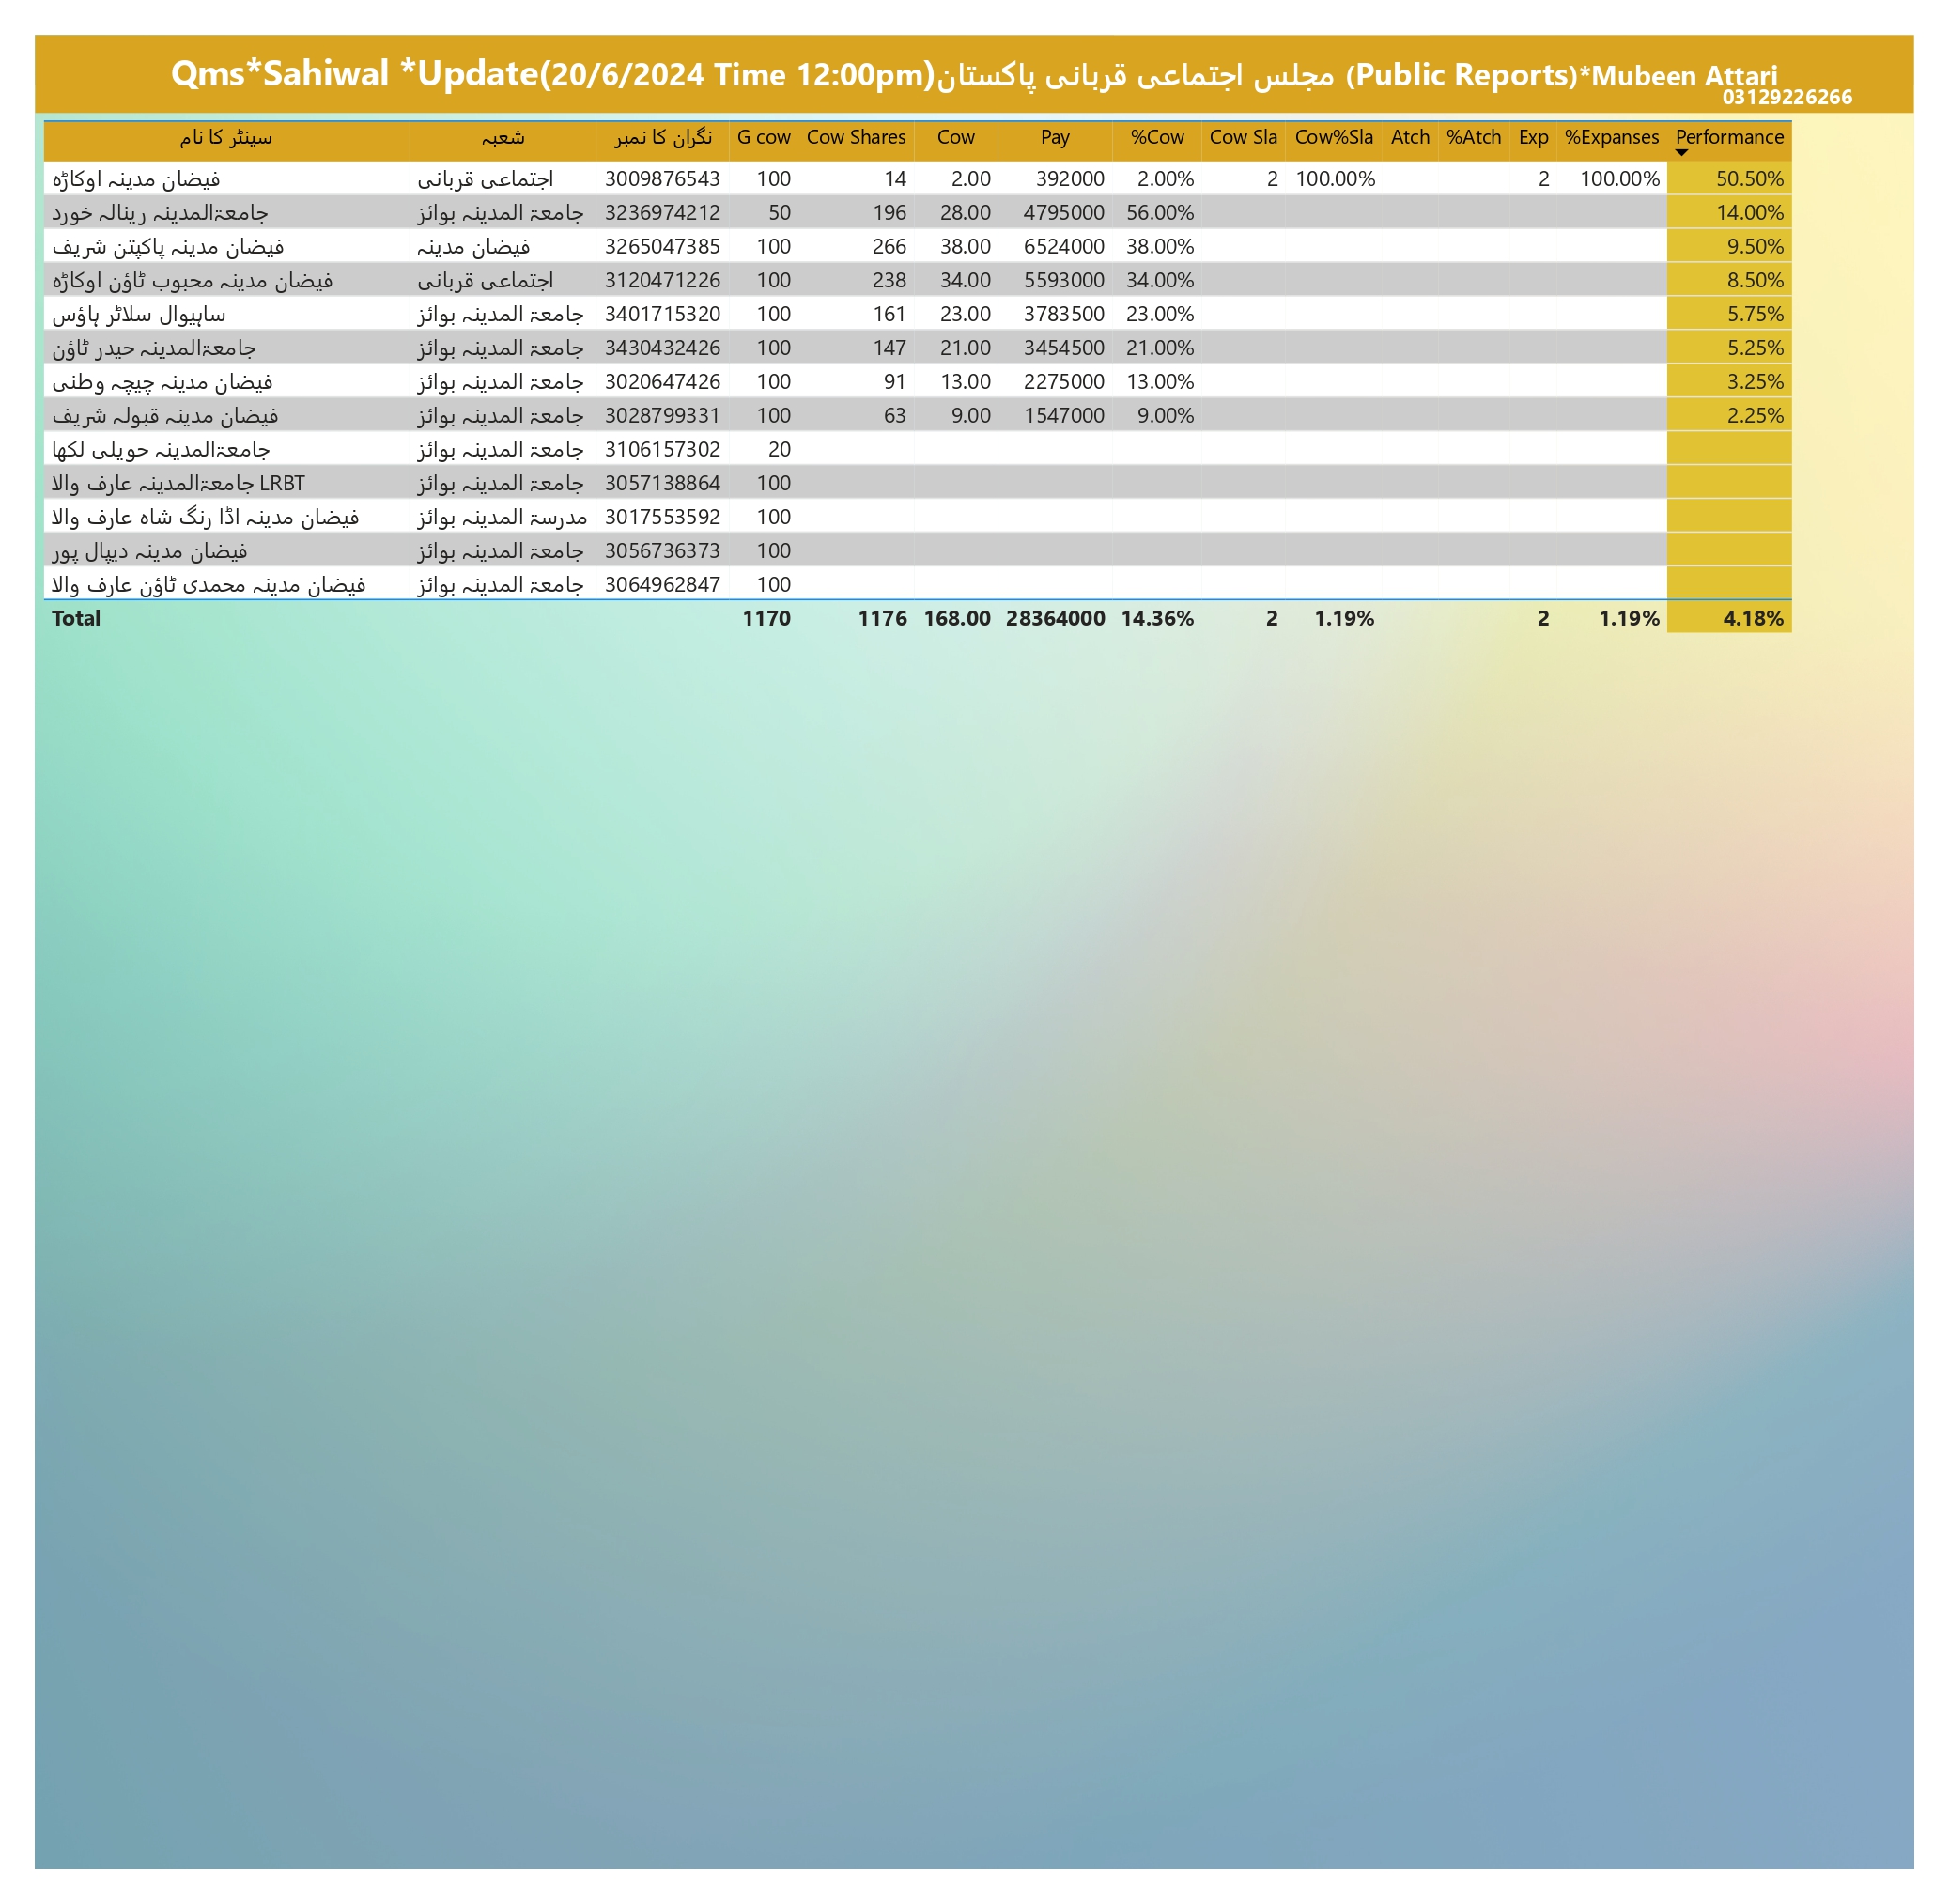 Qms*Sahiwal *Update(20/6/2024 Time 12:00pm)مجلس اجتماعی قربانی پاکستان (Public Reports)*Mubeen Attari
03129226266
سینٹر کا نام شعبہ نگران کا نمبر G cow Cow Shares Cow Pay %Cow Cow Sla Cow%Sla Atch %Atch Exp %Expanses Performance
فیضان مدینہ اوکاڑہ اجتماعی قربانی 3009876543 100 14 2.00 392000 2.00% 2 100.00% 2 100.00% 50.50%
جامعۃالمدینہ رینالہ خورد جامعۃ المدینہ بوائز 3236974212 50 196 28.00 4795000 56.00% 14.00%
فیضان مدینہ پاکپتن شریف فیضان مدینہ 3265047385 100 266 38.00 6524000 38.00% 9.50%
فیضان مدینہ محبوب ٹاؤن اوکاڑہ اجتماعی قربانی 3120471226 100 238 34.00 5593000 34.00% 8.50%
ساہیوال سلاٹر ہاؤس جامعۃ المدینہ بوائز 3401715320 100 161 23.00 3783500 23.00% 5.75%
جامعۃالمدینہ حیدر ٹاؤن جامعۃ المدینہ بوائز 3430432426 100 147 21.00 3454500 21.00% 5.25%
فیضان مدینہ چیچہ وطنی جامعۃ المدینہ بوائز 3020647426 100 91 13.00 2275000 13.00% 3.25%
فیضان مدینہ قبولہ شریف جامعۃ المدینہ بوائز 3028799331 100 63 9.00 1547000 9.00% 2.25%
جامعۃالمدینہ حویلی لکھا جامعۃ المدینہ بوائز 3106157302 20
جامعۃالمدینہ عارف والا LRBT جامعۃ المدینہ بوائز 3057138864 100
فیضان مدینہ اڈا رنگ شاہ عارف والا مدرسۃ المدینہ بوائز 3017553592 100
فیضان مدینہ دیپال پور جامعۃ المدینہ بوائز 3056736373 100
فیضان مدینہ محمدی ٹاؤن عارف والا جامعۃ المدینہ بوائز 3064962847 100
Total 1170 1176 168.00 28364000 14.36% 2 1.19% 2 1.19% 4.18%